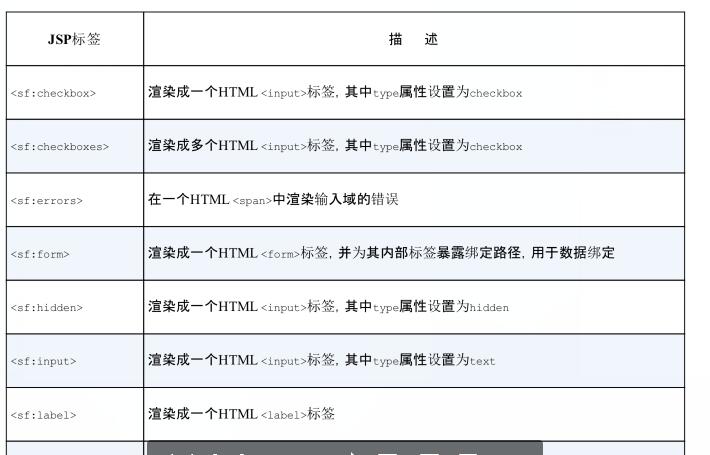 JSP标签 描 述
<sf:checkbox> 渲染成一个HTML <input>标签, 其中type属性设置为checkbox
<sf:checkboxes> 渲染成多个HTML <input>标签, 其中type属性设置为checkbox
<sf:errors> 在一个HTML <span>中渲染输入域的错误
<sf:form> 渲染成一个HTML <form>标签, 并为其内部标签暴露绑定路径, 用于数据绑定
<sf:hidden> 渲染成一个HTML <input>标签, 其中type属性设置为hidden
<sf:input> 渲染成一个HTML <input>标签, 其中type属性设置为text
<sf:label> 渲染成一个HTML <label>标签